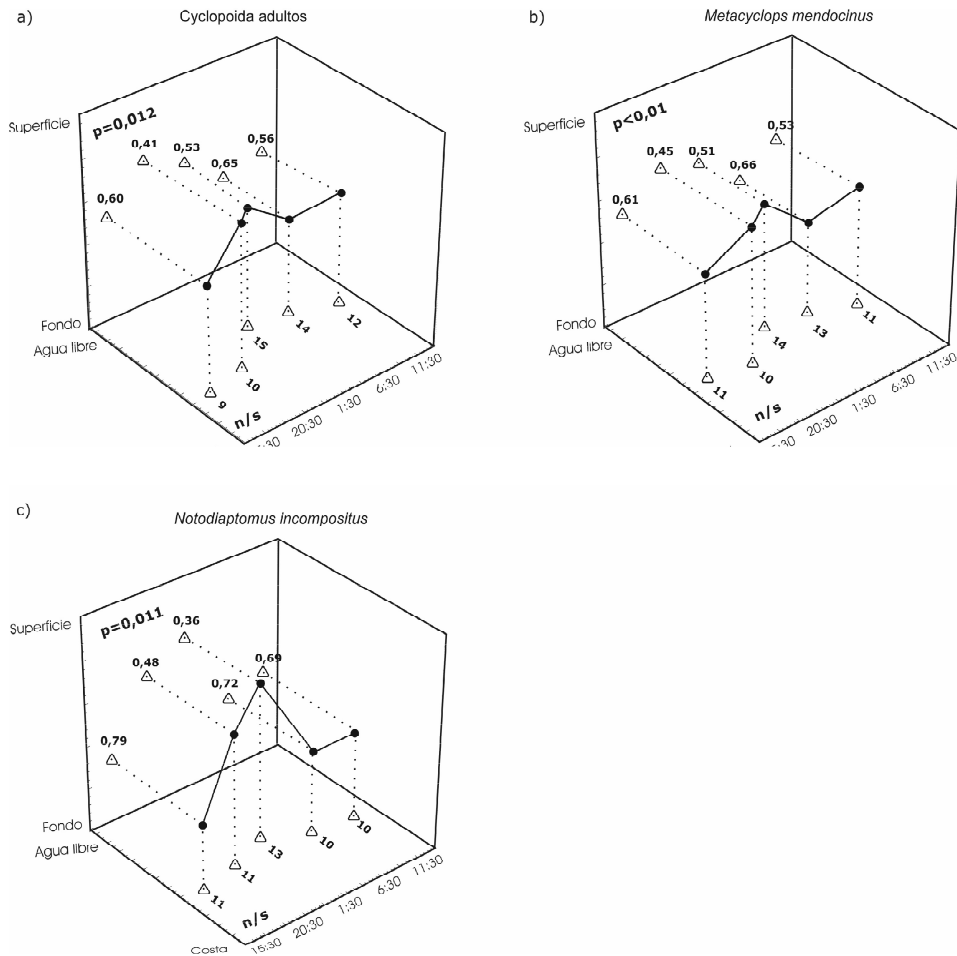 a)
Cyclopoida adultos
Superficie
p=0,012
0,41
0,53
0,56
0,65
0,60
Fondo
Agua libre
9
10
15
14
12
n/s
:30
20:30
1:30
6:30
11:30
b)
Metacyclops mendocinus
Superficie
p<0,01
0,53
0,45
0,51
0,66
0,61
Fondo
Agua libre
11
10
14
13
11
n/s
:30
20:30
1:30
6:30
11:30
c)
Notodiaptomus incompositus
Superficie
p=0,011
0,36
0,48
0,69
0,72
0,79
Fondo
Agua libre
11
11
13
10
10
n/s
Costa
15:30
20:30
1:30
6:30
11:30